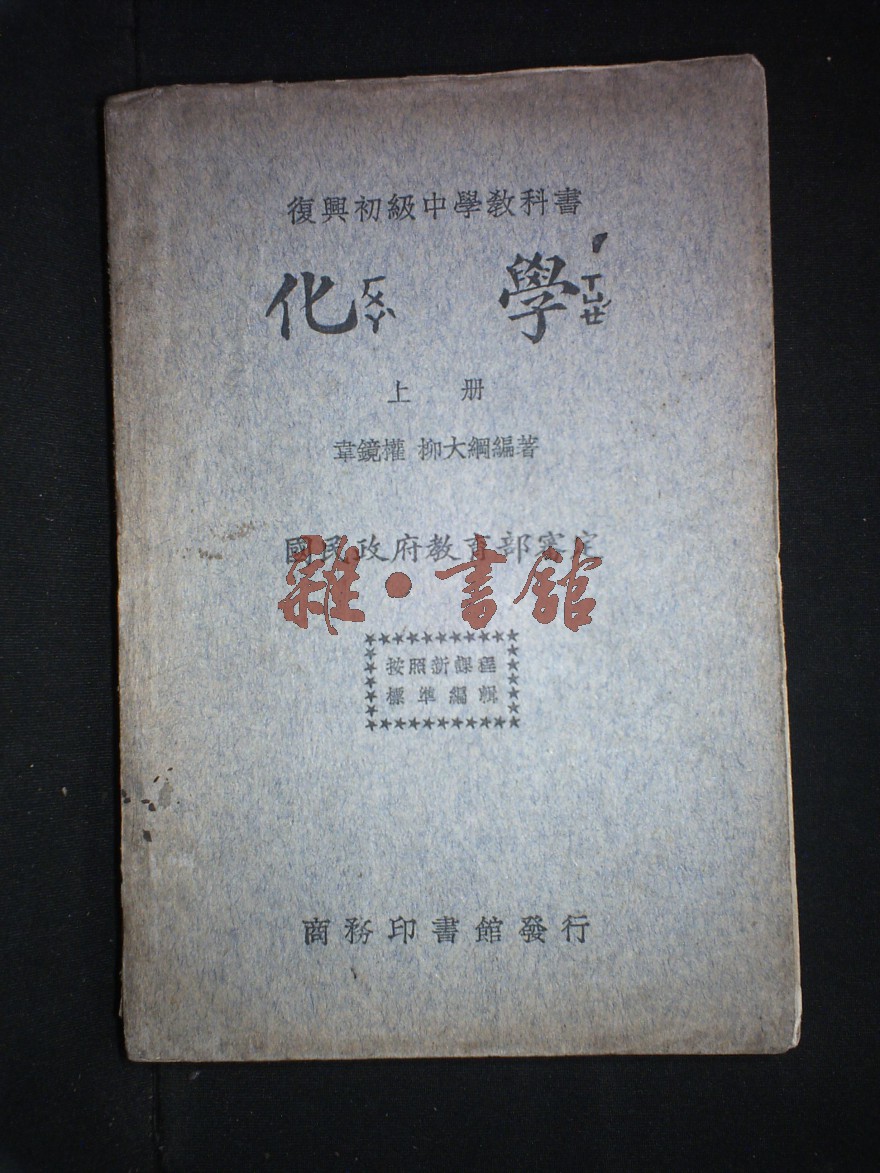 復興初級中學教科書
化ㄏㄨㄚˋ 學ㄒㄩㄝˊ
上册
韋鏡權 柳大綱編著
國民政府教育部審定
雜·書館
按照新課程
標準編輯
商務印書館發行